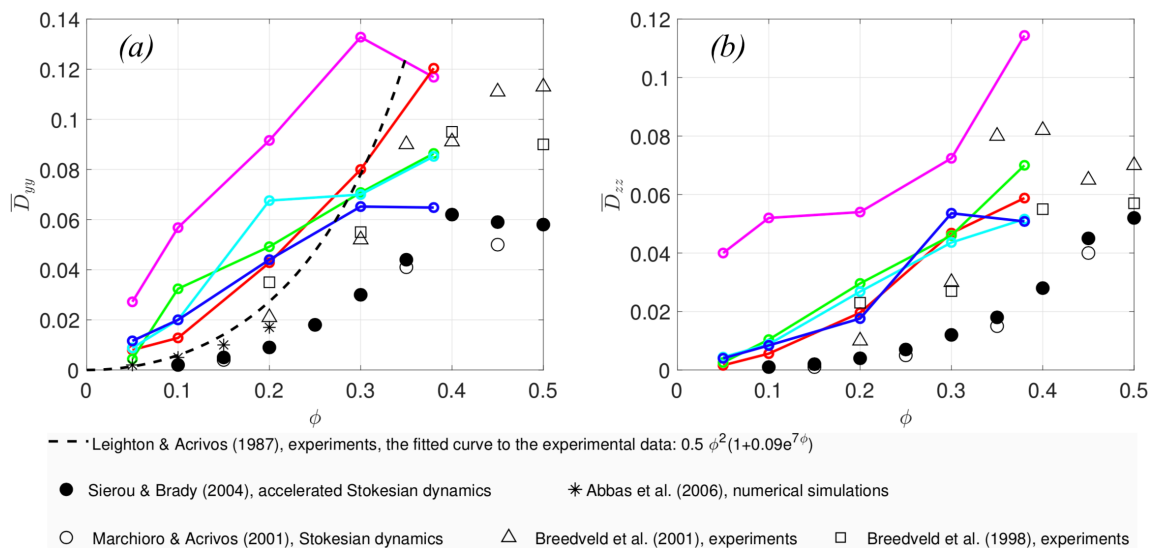 (a)
0.14
0.12
0.1
0.08
0.06
0.04
0.02
0
0 0.1 0.2 0.3 0.4 0.5
D̅yy
ϕ
(b)
0.12
0.1
0.08
0.06
0.04
0.02
0
0 0.1 0.2 0.3 0.4 0.5
D̅zz
ϕ
Leighton & Acrivos (1987), experiments, the fitted curve to the experimental data: 0.5 ϕ²(1+0.09e^7ϕ)
Sierou & Brady (2004), accelerated Stokesian dynamics
Abbas et al. (2006), numerical simulations
Marchioro & Acrivos (2001), Stokesian dynamics
Breedveld et al. (2001), experiments
Breedveld et al. (1998), experiments